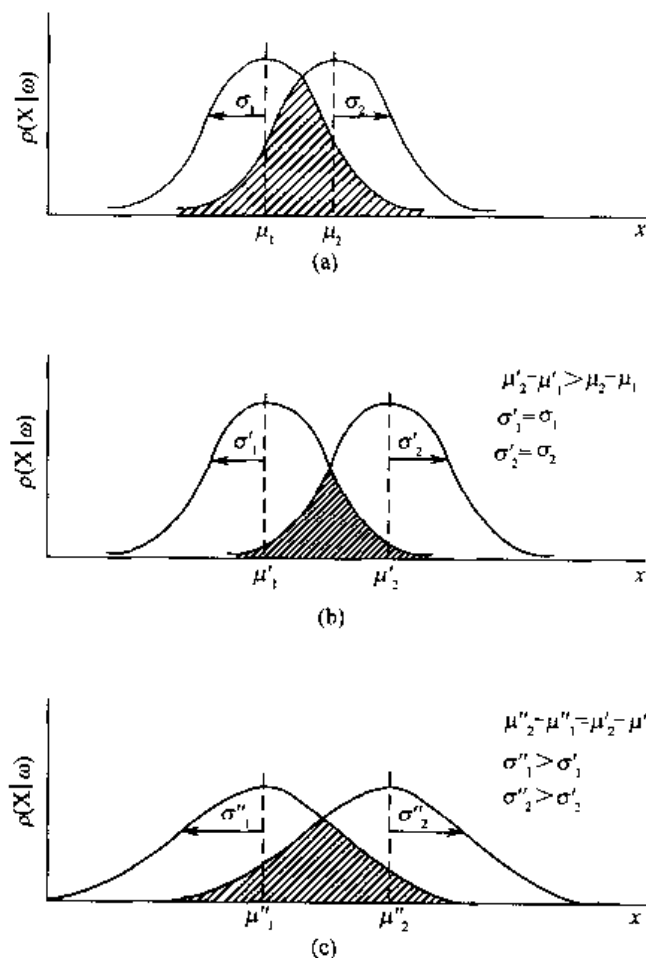 ρ(X|ω)
σ₁
σ₂
μ₁
μ₂
x
(a)
ρ(X|ω)
σ′₁
σ′₂
μ′₂−μ′₁>μ₂−μ₁
σ′₁=σ₁
σ′₂=σ₂
μ′₁
μ′₂
x
(b)
ρ(X|ω)
σ″₁
σ″₂
μ″₂−μ″₁=μ′₂−μ′
σ″₁>σ′₁
σ″₂>σ′₂
μ″₁
μ″₂
x
(c)